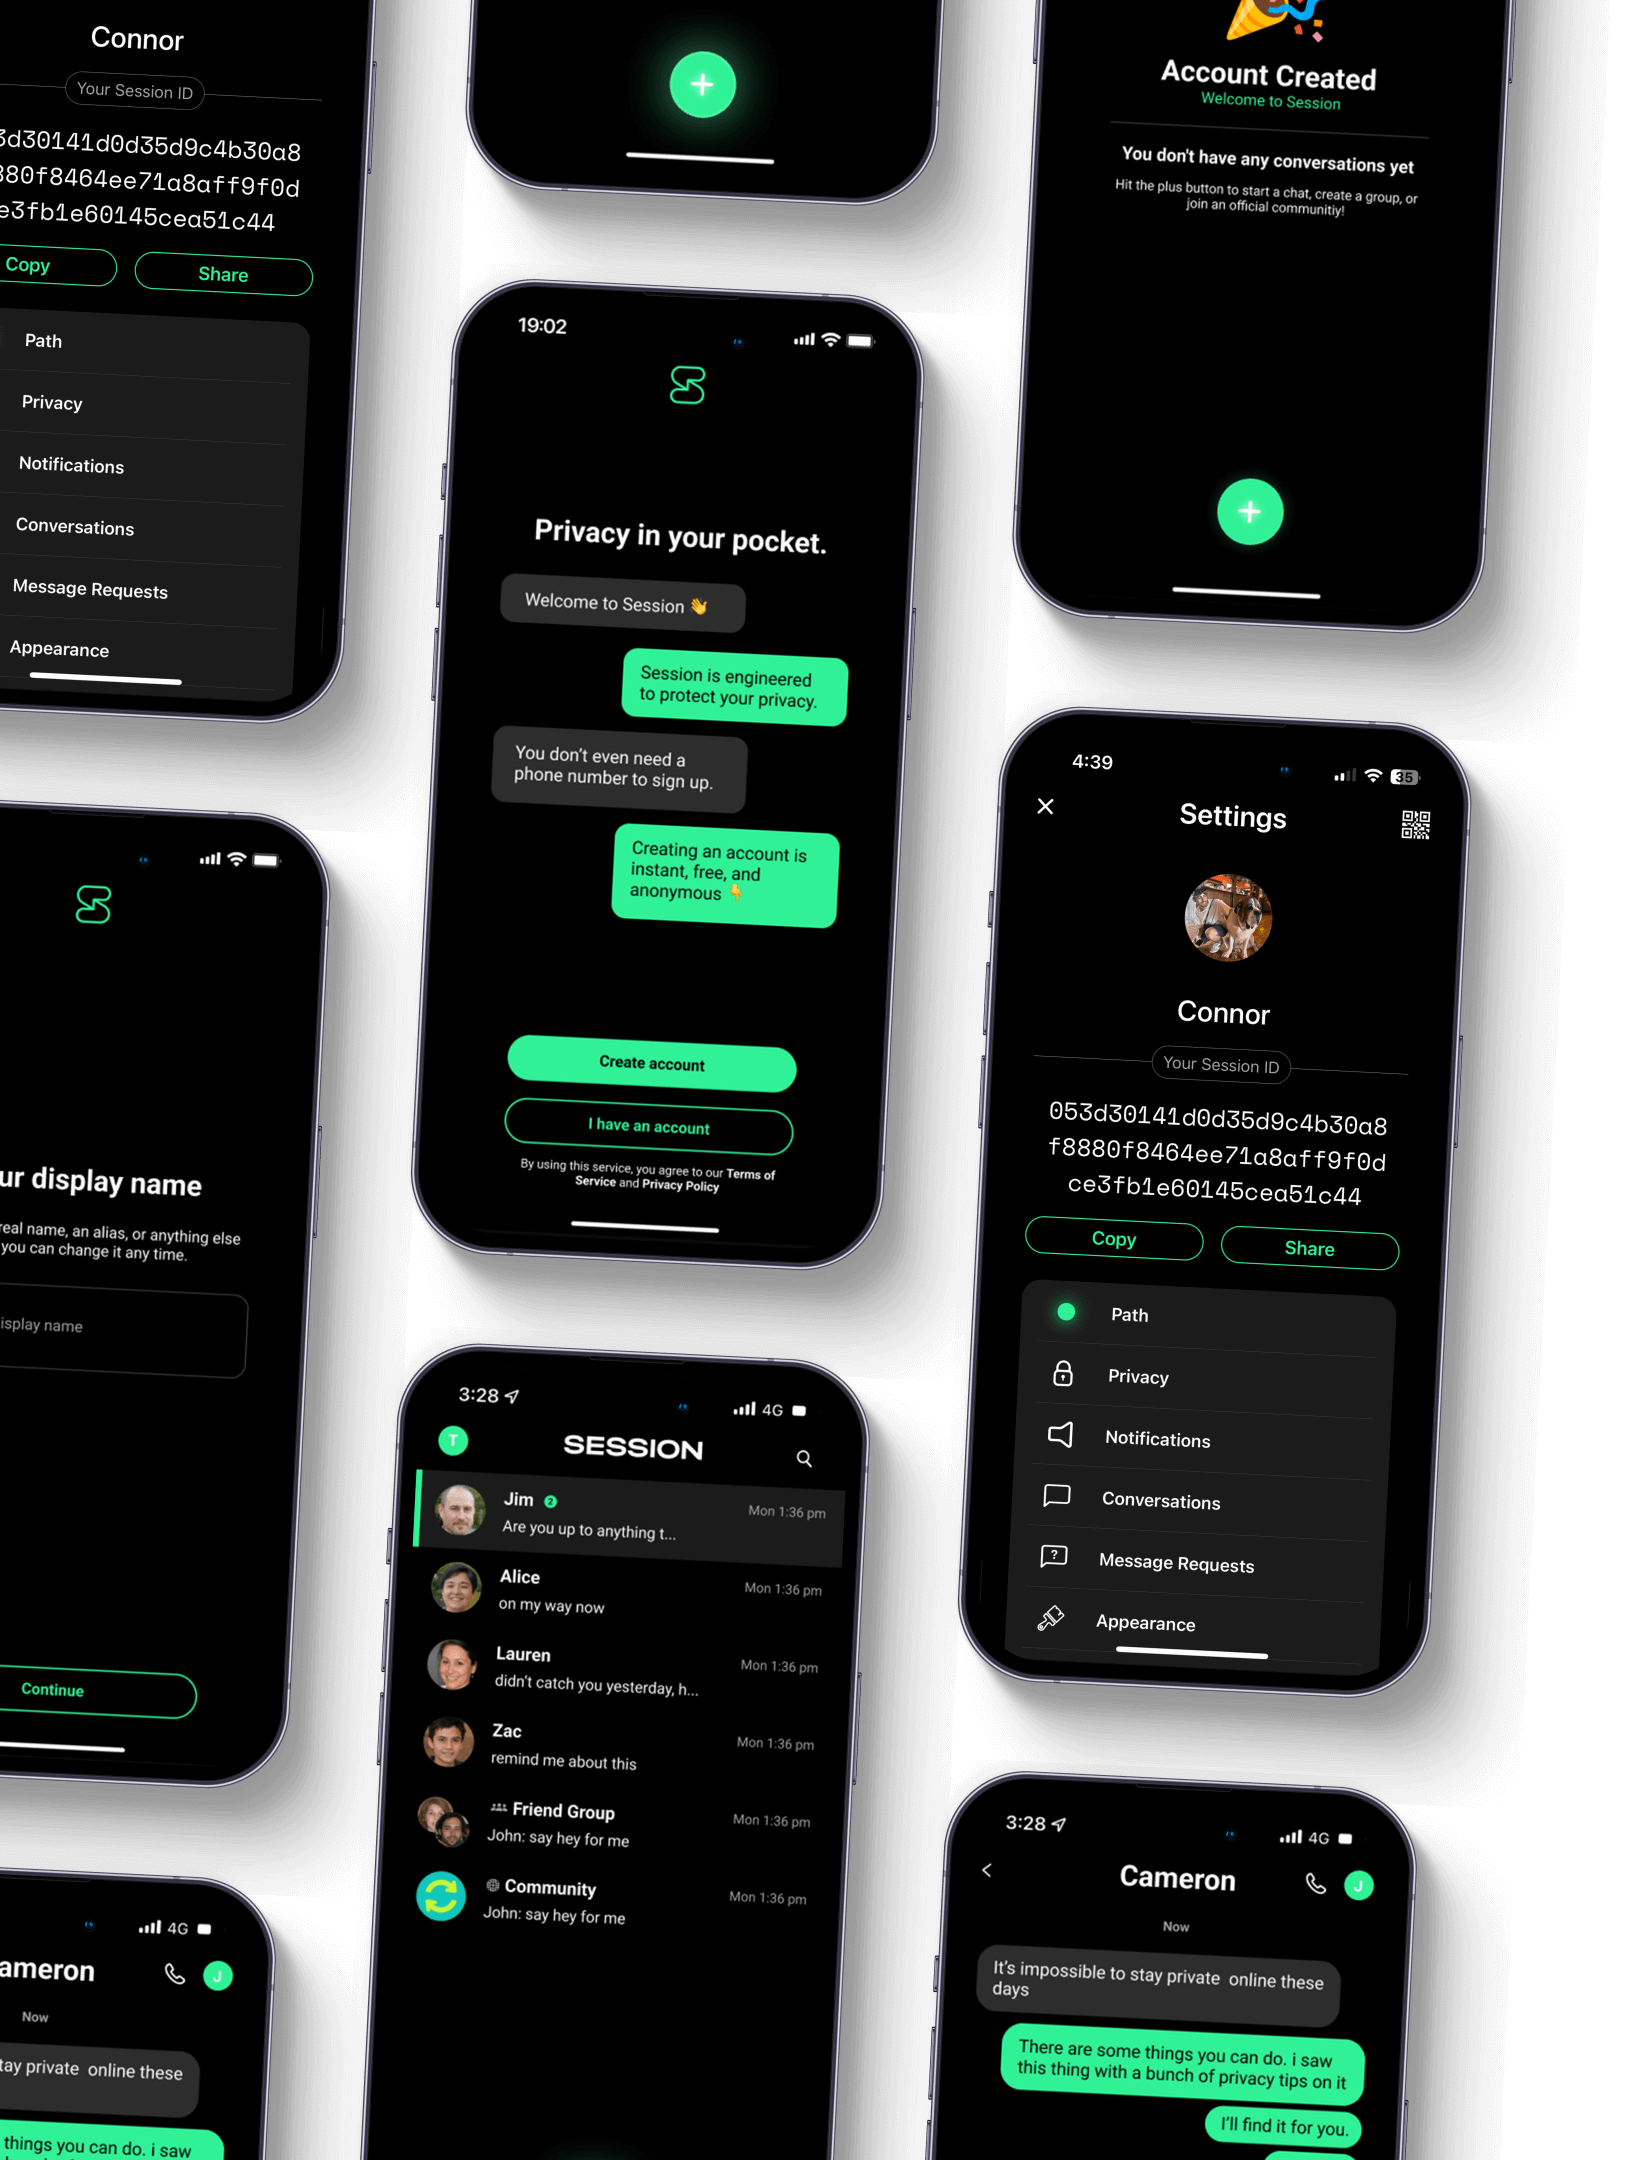 Connor
Your Session ID
3d30141d0d35d9c4b30a8
880f8464ee71a8aff9f0d
e3fb1e60145cea51c44
Copy
Share
Path
Privacy
Notifications
Conversations
Message Requests
Appearance
ur display name
real name, an alias, or anything else
you can change it any time.
isplay name
Continue
4G
ameron
J
Now
tay private  online these
things you can do. i saw
19:02
Privacy in your pocket.
Welcome to Session 👋
Session is engineered
to protect your privacy.
You don't even need a
phone number to sign up.
Creating an account is
instant, free, and
anonymous 👇
Create account
I have an account
By using this service, you agree to our Terms of
Service and Privacy Policy
3:28
4G
T
SESSION
Jim 2
Mon 1:36 pm
Are you up to anything t...
Alice
Mon 1:36 pm
on my way now
Lauren
Mon 1:36 pm
didn't catch you yesterday, h...
Zac
Mon 1:36 pm
remind me about this
Friend Group
Mon 1:36 pm
John: say hey for me
Community
Mon 1:36 pm
John: say hey for me
Account Created
Welcome to Session
You don't have any conversations yet
Hit the plus button to start a chat, create a group, or
join an official communitiy!
4:39
35
Settings
Connor
Your Session ID
053d30141d0d35d9c4b30a8
f8880f8464ee71a8aff9f0d
ce3fb1e60145cea51c44
Copy
Share
Path
Privacy
Notifications
Conversations
Message Requests
Appearance
3:28
4G
Cameron
J
Now
It's impossible to stay private  online these
days
There are some things you can do. i saw
this thing with a bunch of privacy tips on it
I'll find it for you.